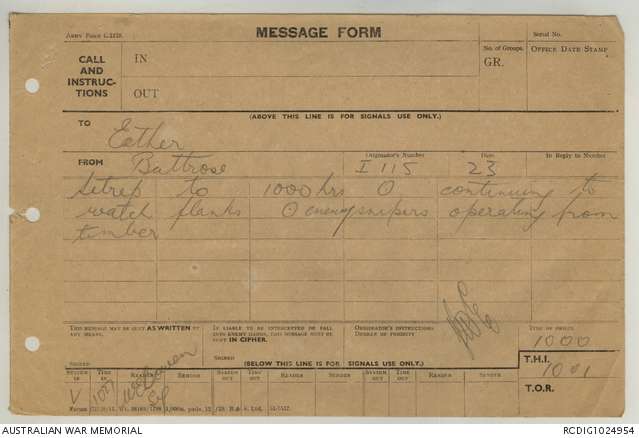 ARMY FORM C.2128.
MESSAGE FORM
Serial No.
CALL AND INSTRUC-TIONS
IN
OUT
No. of Groups.
GR.
OFFICE DATE STAMP
(ABOVE THIS LINE IS FOR SIGNALS USE ONLY.)
TO Esther
FROM Battrose
Originator's Number
I 115
Date
23
In Reply to Number
Sitrep to 1000 hrs O continuing to
watch flanks O enemy snipers operating from
timber
THIS MESSAGE MAY BE SENT AS WRITTEN BY ANY MEANS.
SIGNED
IF LIABLE TO BE INTERCEPTED OR FALL INTO ENEMY HANDS, THIS MESSAGE MUST BE SENT IN CIPHER.
SIGNED
ORIGINATOR'S INSTRUCTIONS: DEGREE OF PRIORITY
TIME OF ORIGIN.
1000
(BELOW THIS LINE IS FOR SIGNALS USE ONLY.)
T.H.I.
1001
T.O.R.
SYSTEM IN
TIME IN
READER
SENDER
SYSTEM OUT
TIME OUT
READER
SENDER
SYSTEM OUT
TIME OUT
READER
SENDER
V
AUSTRALIAN WAR MEMORIAL
RCDIG1024954